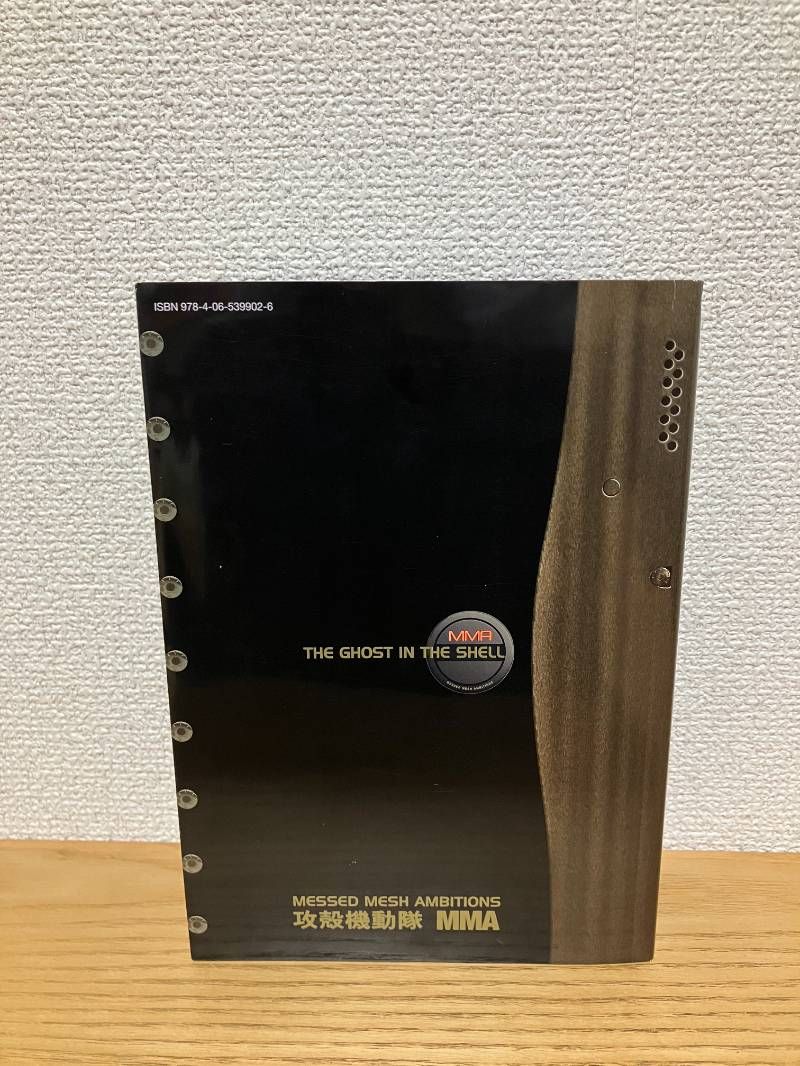 ISBN 978-4-06-539902-6
MMA
THE GHOST IN THE SHELL
MESSED MESH AMBITIONS
攻殻機動隊 MMA